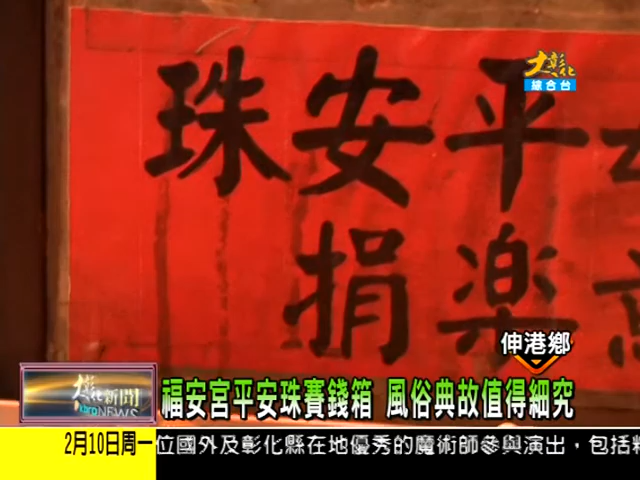 大彰化
綜合台
珠安平
捐楽
伸港鄉
彰化新聞
NEWS
福安宮平安珠賽錢箱 風俗典故值得細究
2月10日周一 位國外及彰化縣在地優秀的魔術師參與演出，包括